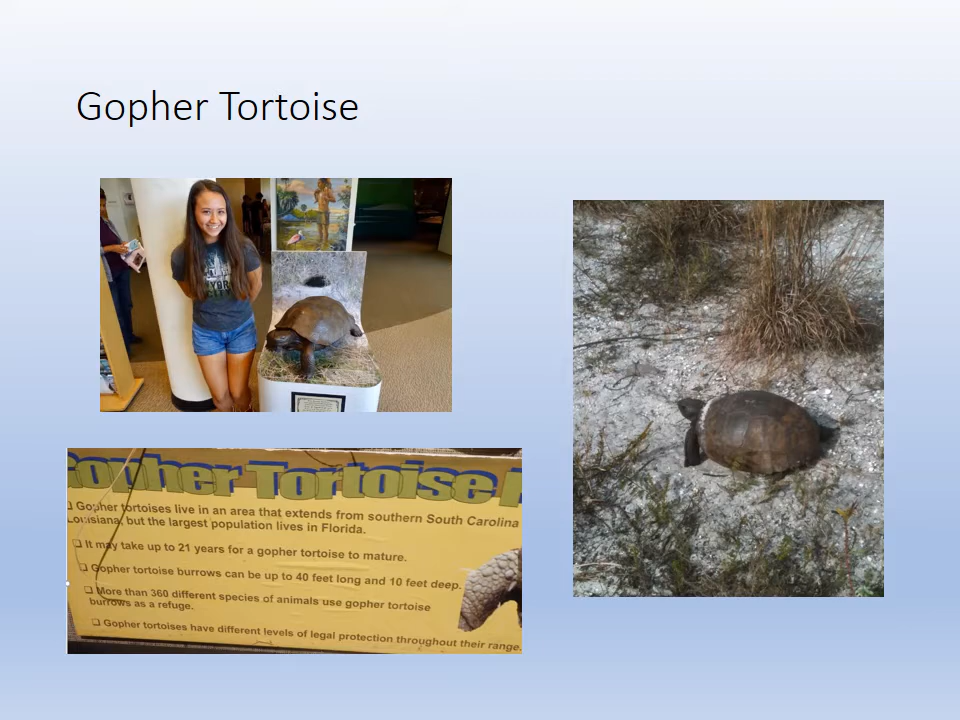 Gopher Tortoise
YORK
CITY
Gopher Tortoise
Gopher tortoises live in an area that extends from southern South Carolina
Louisiana, but the largest population lives in Florida.
It may take up to 21 years for a gopher tortoise to mature.
Gopher tortoise burrows can be up to 40 feet long and 10 feet deep.
More than 360 different species of animals use gopher tortoise
burrows as a refuge.
Gopher tortoises have different levels of legal protection throughout their range.